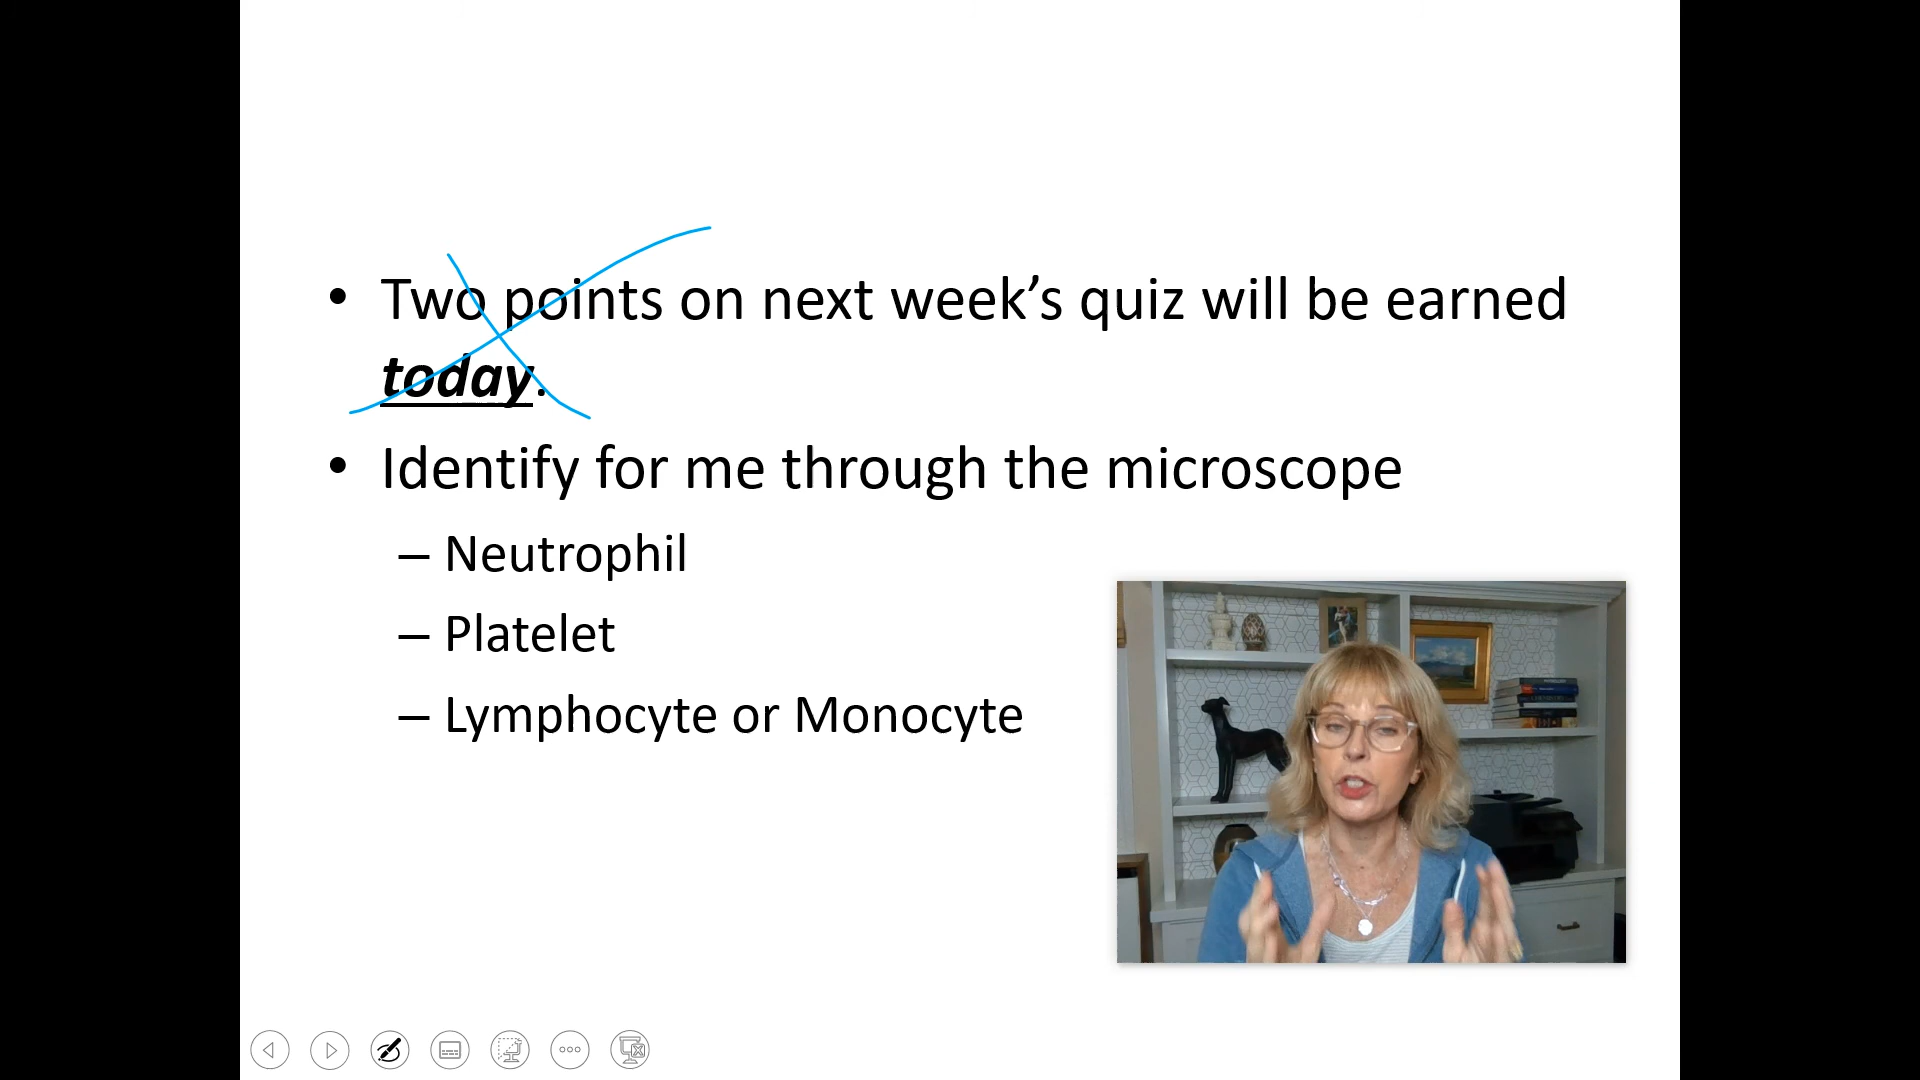 • Two points on next week’s quiz will be earned
today.
• Identify for me through the microscope
– Neutrophil
– Platelet
– Lymphocyte or Monocyte